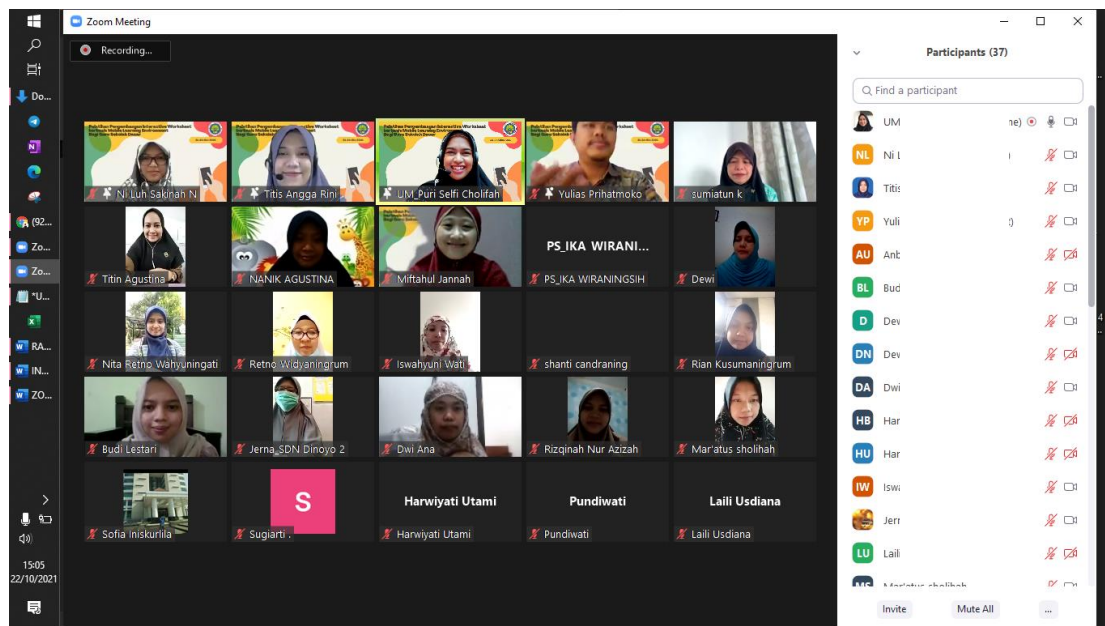 Zoom Meeting
Recording...
Participants (37)
Find a participant
Do...
(92...
Zo...
Zo...
*U...
RA...
IN...
ZO...
15:05
22/10/2021
Ni Luh Sakinah N
Titis Angga Rini
UM_Puri Selfi Cholifah
Yulias Prihatmoko
sumiatun k
Titin Agustina
NANIK AGUSTINA
Miftahul Jannah
PS_IKA WIRANI...
PS_IKA WIRANINGSIH
Dewi
Nita Retno Wahyuningati
Retno Widyaningrum
Iswahyuni Wati
shanti candraning
Rian Kusumaningrum
Budi Lestari
Jerna_SDN Dinoyo 2
Dwi Ana
Rizqinah Nur Azizah
Mar'atus sholihah
Sofia Iniskurlila
S
Sugiarti .
Harwiyati Utami
Harwiyati Utami
Pundiwati
Pundiwati
Laili Usdiana
Laili Usdiana
UM
NL Ni
Titis
YP Yuli
AU Anb
BL Bud
D Dev
DN Dev
DA Dwi
HB Har
HU Har
IW Iswa
Jerr
LU Laili
MS Mar'atus sholihah
Invite
Mute All
...